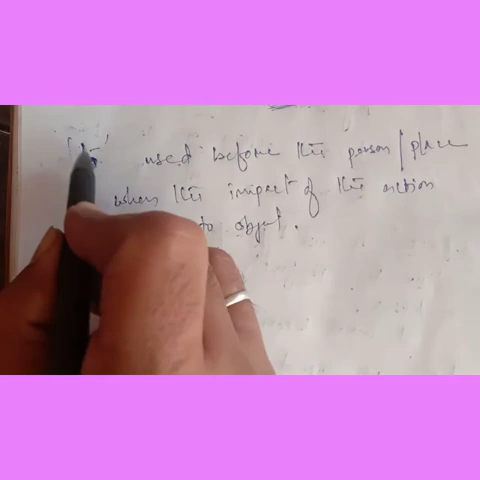 used before the person/place
when the impact of the action
to object.